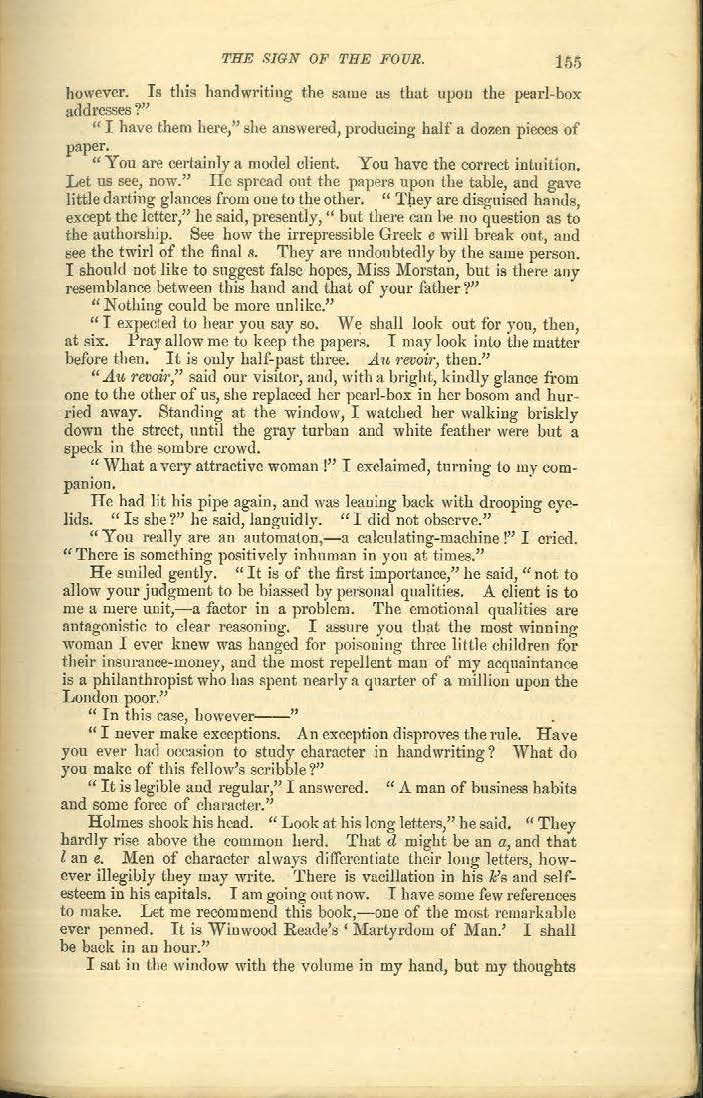 THE SIGN OF THE FOUR. 155
however. Is this handwriting the same as that upon the pearl-box
addresses?”
“I have them here,” she answered, producing half a dozen pieces of
paper.
“You are certainly a model client. You have the correct intuition.
Let us see, now.” He spread out the papers upon the table, and gave
little darting glances from one to the other. “They are disguised hands,
except the letter,” he said, presently, “but there can be no question as to
the authorship. See how the irrepressible Greek e will break out, and
see the twirl of the final s. They are undoubtedly by the same person.
I should not like to suggest false hopes, Miss Morstan, but is there any
resemblance between this hand and that of your father?”
“Nothing could be more unlike.”
“I expected to hear you say so. We shall look out for you, then,
at six. Pray allow me to keep the papers. I may look into the matter
before then. It is only half-past three. Au revoir, then.”
“Au revoir,” said our visitor, and, with a bright, kindly glance from
one to the other of us, she replaced her pearl-box in her bosom and hur-
ried away. Standing at the window, I watched her walking briskly
down the street, until the gray turban and white feather were but a
speck in the sombre crowd.
“What a very attractive woman!” I exclaimed, turning to my com-
panion.
He had lit his pipe again, and was leaning back with drooping eye-
lids. “Is she?” he said, languidly. “I did not observe.”
“You really are an automaton,—a calculating-machine!” I cried.
“There is something positively inhuman in you at times.”
He smiled gently. “It is of the first importance,” he said, “not to
allow your judgment to be biassed by personal qualities. A client is to
me a mere unit,—a factor in a problem. The emotional qualities are
antagonistic to clear reasoning. I assure you that the most winning
woman I ever knew was hanged for poisoning three little children for
their insurance-money, and the most repellent man of my acquaintance
is a philanthropist who has spent nearly a quarter of a million upon the
London poor.”
“In this case, however——”
“I never make exceptions. An exception disproves the rule. Have
you ever had occasion to study character in handwriting? What do
you make of this fellow’s scribble?”
“It is legible and regular,” I answered. “A man of business habits
and some force of character.”
Holmes shook his head. “Look at his long letters,” he said. “They
hardly rise above the common herd. That d might be an a, and that
l an e. Men of character always differentiate their long letters, how-
ever illegibly they may write. There is vacillation in his k’s and self-
esteem in his capitals. I am going out now. I have some few references
to make. Let me recommend this book,—one of the most remarkable
ever penned. It is Winwood Reade’s ‘Martyrdom of Man.’ I shall
be back in an hour.”
I sat in the window with the volume in my hand, but my thoughts